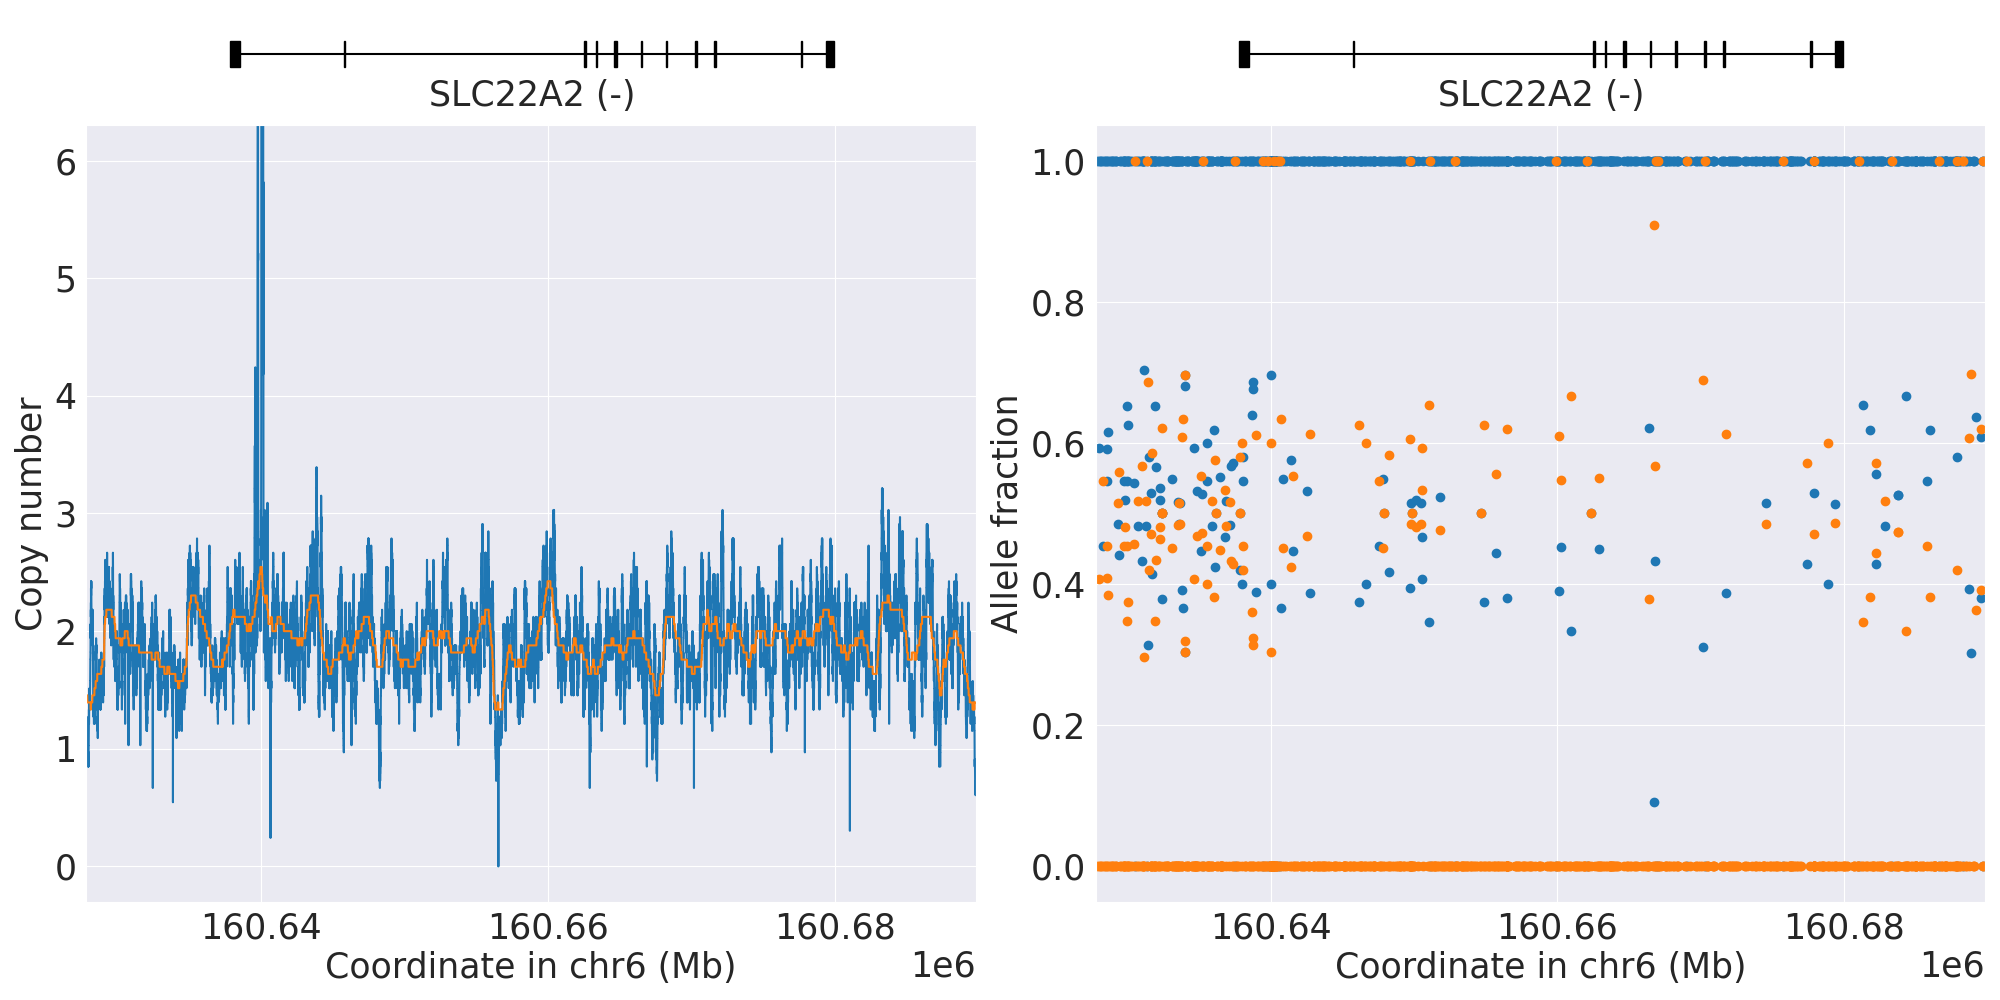 SLC22A2 (-)
Copy number
6
5
4
3
2
1
0
160.64
160.66
160.68
Coordinate in chr6 (Mb)
1e6
SLC22A2 (-)
Allele fraction
1.0
0.8
0.6
0.4
0.2
0.0
160.64
160.66
160.68
Coordinate in chr6 (Mb)
1e6